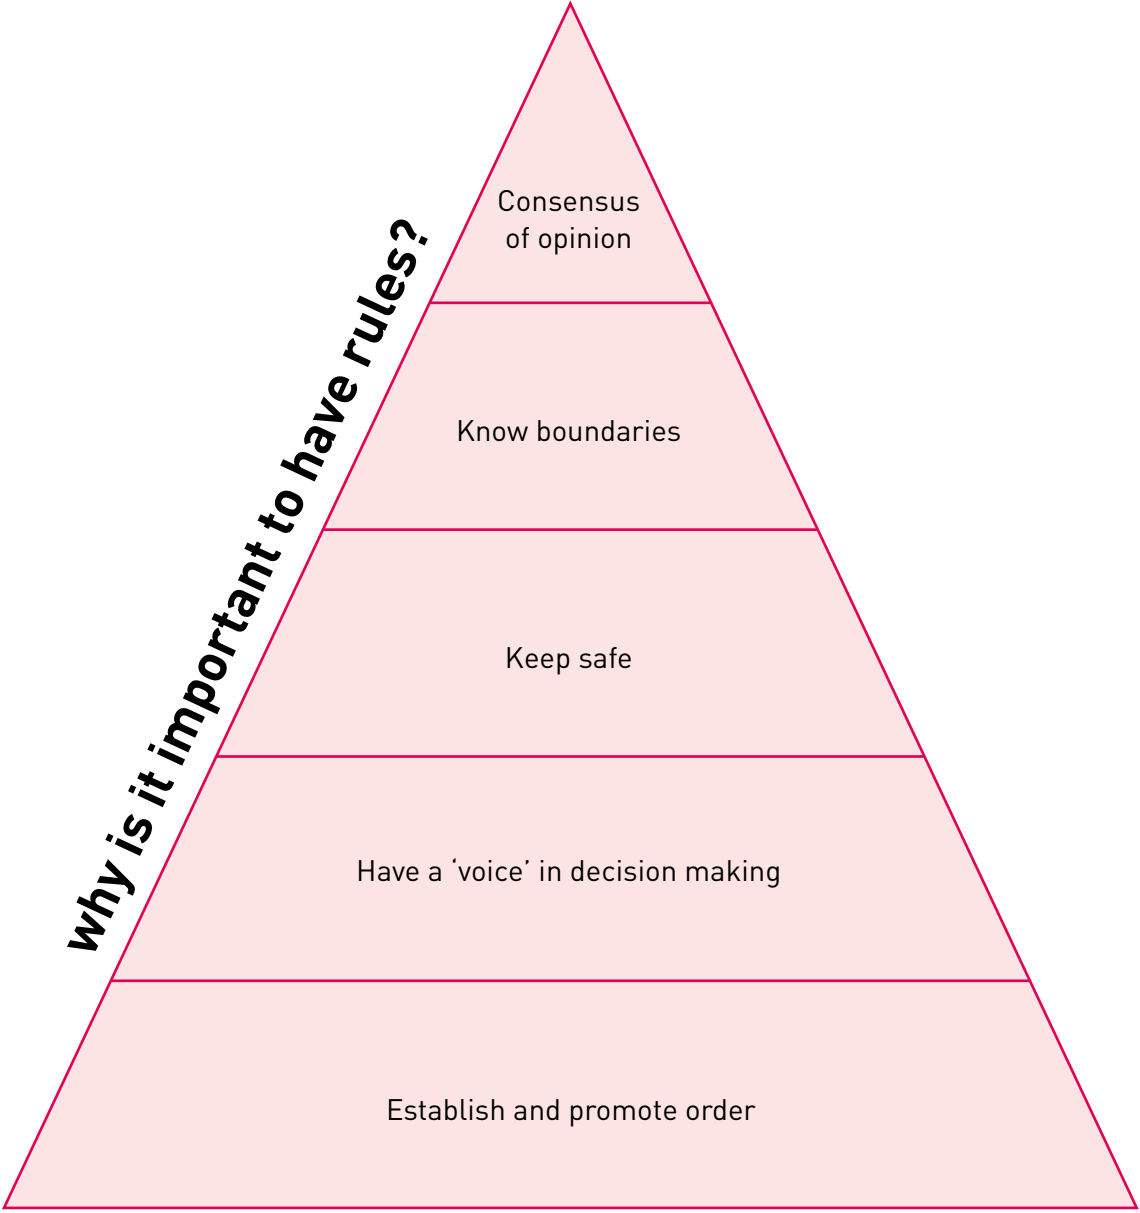 why is it important to have rules?
Consensus
of opinion
Know boundaries
Keep safe
Have a ‘voice’ in decision making
Establish and promote order